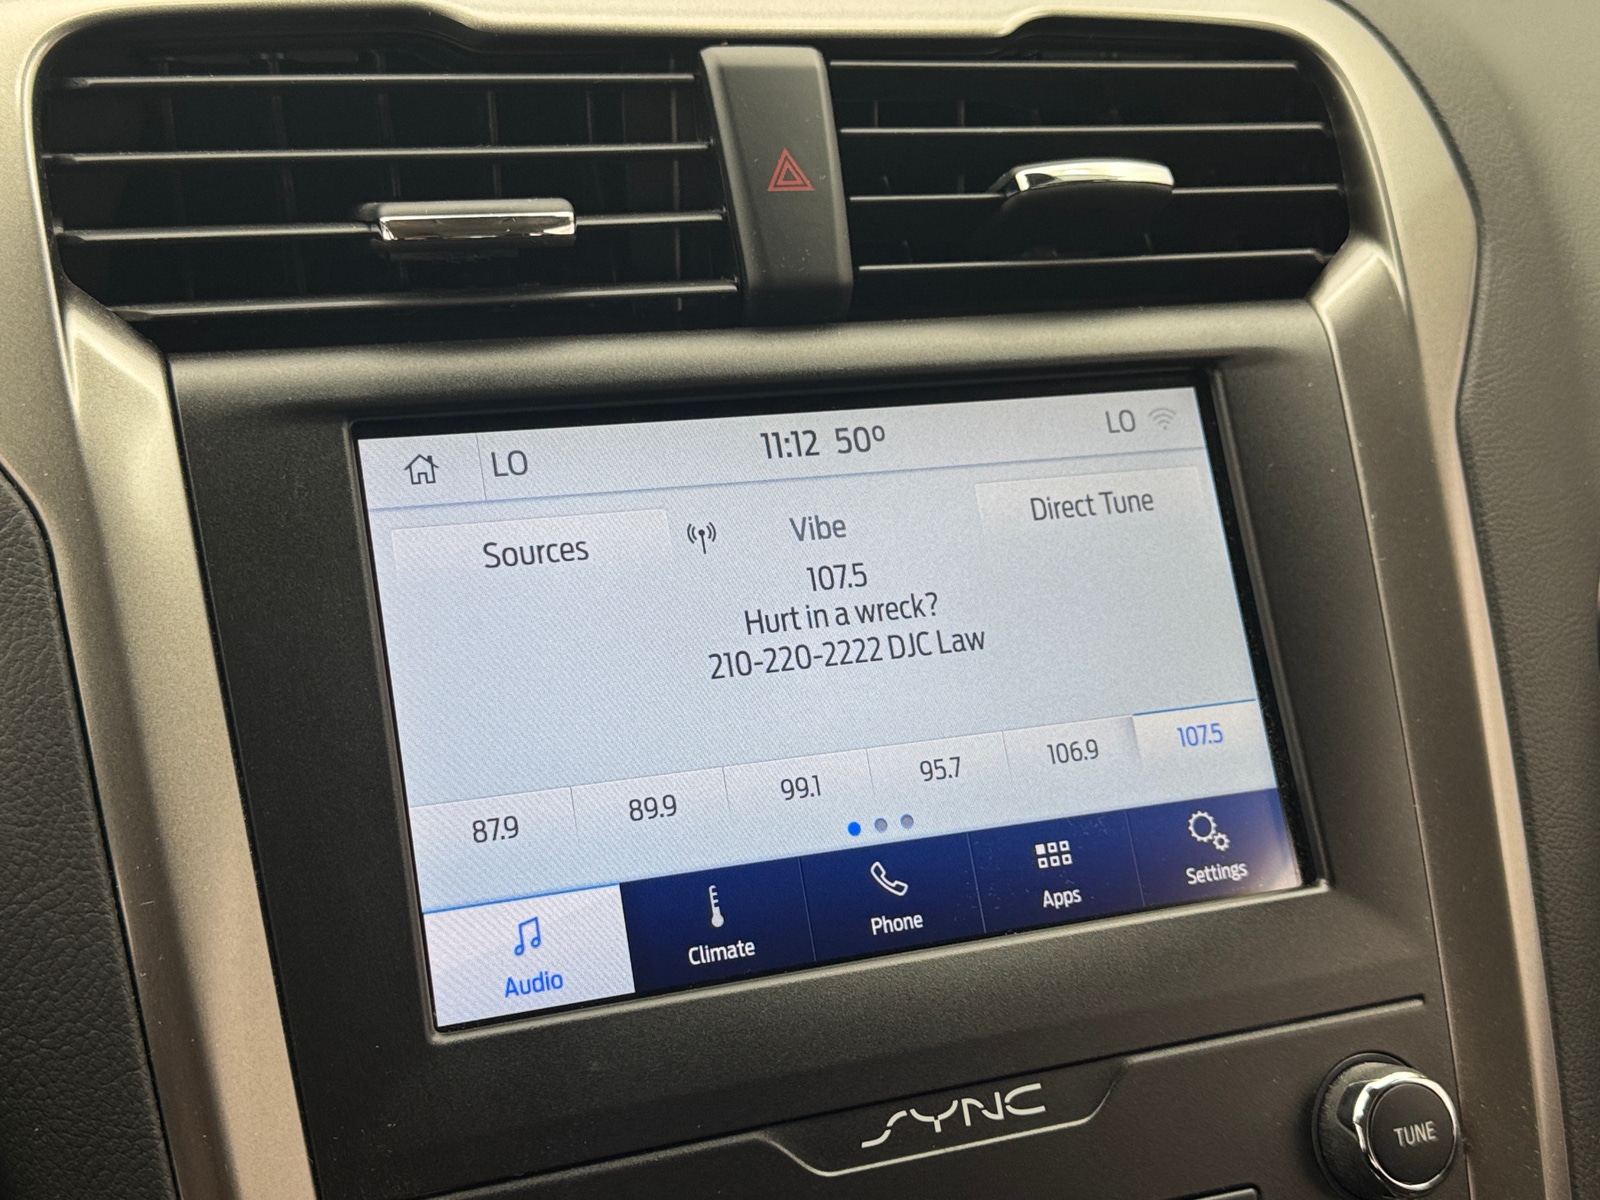 LO
11:12 50º
LO
Sources
Vibe
Direct Tune
107.5
Hurt in a wreck?
210-220-2222 DJC Law
87.9
89.9
99.1
95.7
106.9
107.5
Audio
Climate
Phone
Apps
Settings
SYNC
TUNE